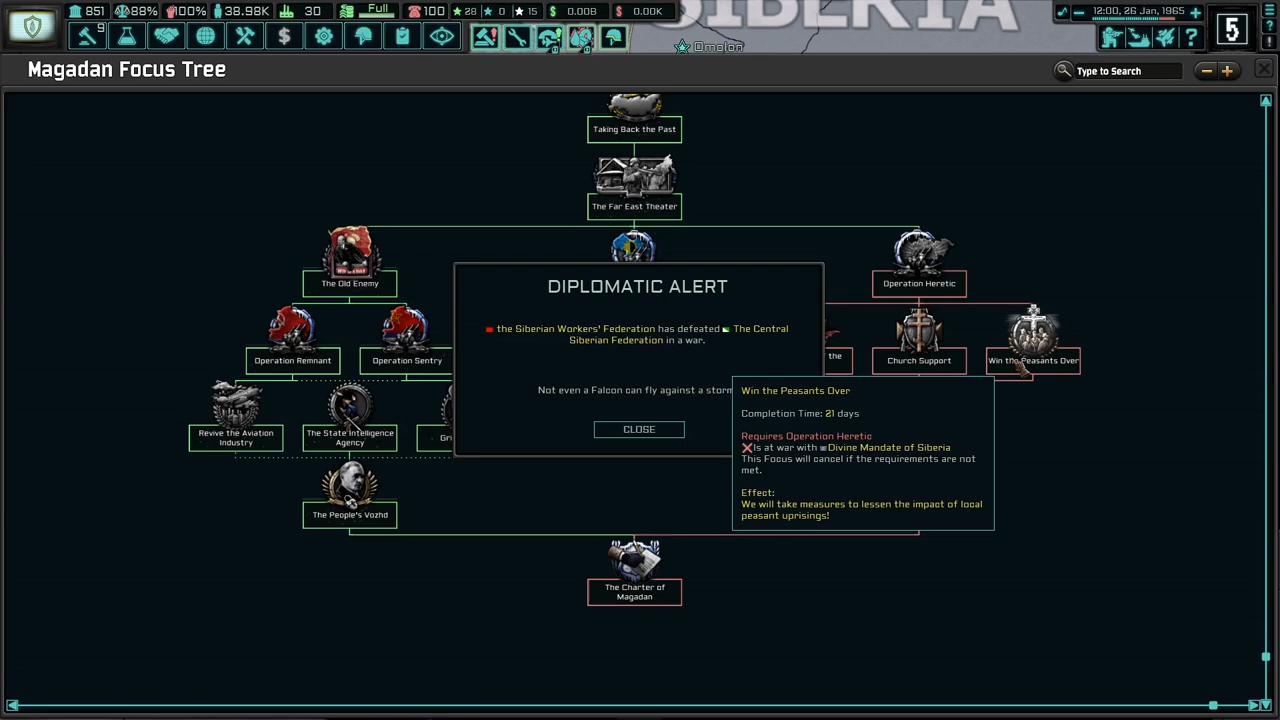 851 88% 100% 38.98K 30 Full 100 28 0 15 $ 0.00B $ 0.00K
SIBERIA
12:00, 26 Jan, 1965
5
9
Omolon
Magadan Focus Tree
Type to Search
Taking Back the Past
The Far East Theater
The Old Enemy
Operation Heretic
DIPLOMATIC ALERT
the Siberian Workers' Federation has defeated The Central
Siberian Federation in a war.
Not even a Falcon can fly against a storm
CLOSE
Operation Remnant
Operation Sentry
the
Church Support
Win the Peasants Over
Win the Peasants Over
Completion Time: 21 days
Requires Operation Heretic
Is at war with Divine Mandate of Siberia
This Focus will cancel if the requirements are not
met.
Effect:
We will take measures to lessen the impact of local
peasant uprisings!
Revive the Aviation
Industry
The State Intelligence
Agency
Gri
The People's Vozhd
The Charter of
Magadan